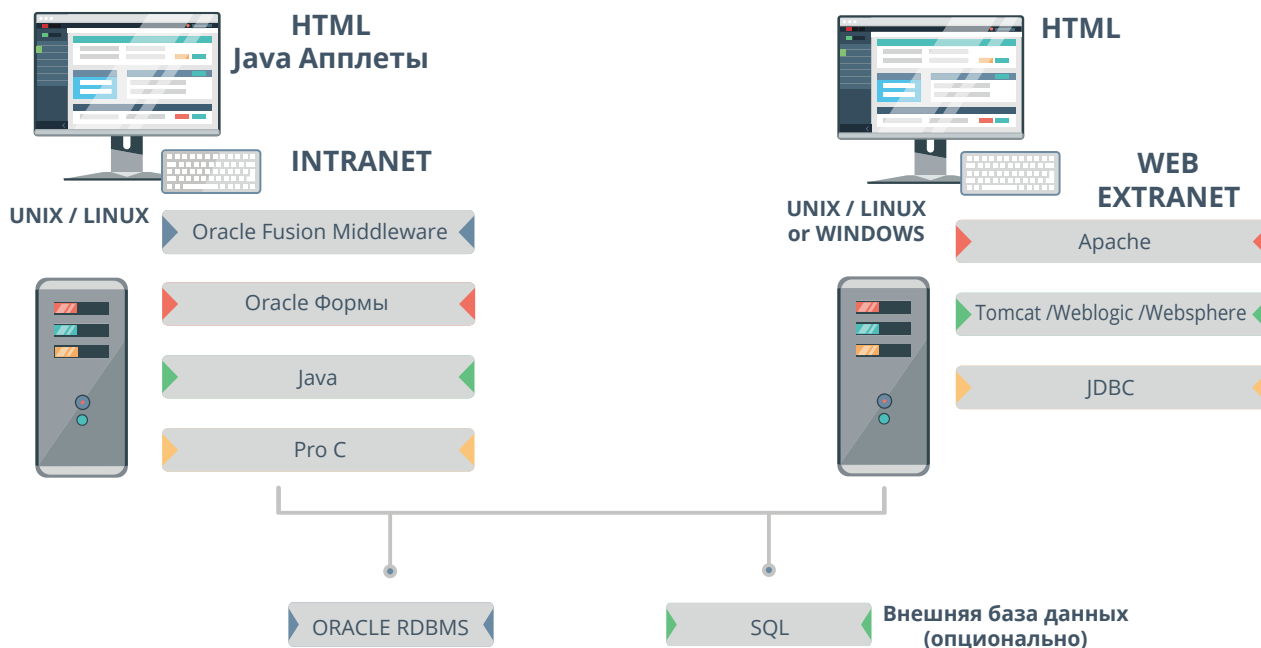 HTML
Java Апплеты
INTRANET
UNIX / LINUX
Oracle Fusion Middleware
Oracle Формы
Java
Pro C
HTML
WEB
EXTRANET
UNIX / LINUX
or WINDOWS
Apache
Tomcat /Weblogic /Websphere
JDBC
ORACLE RDBMS
SQL
Внешняя база данных
(опционально)